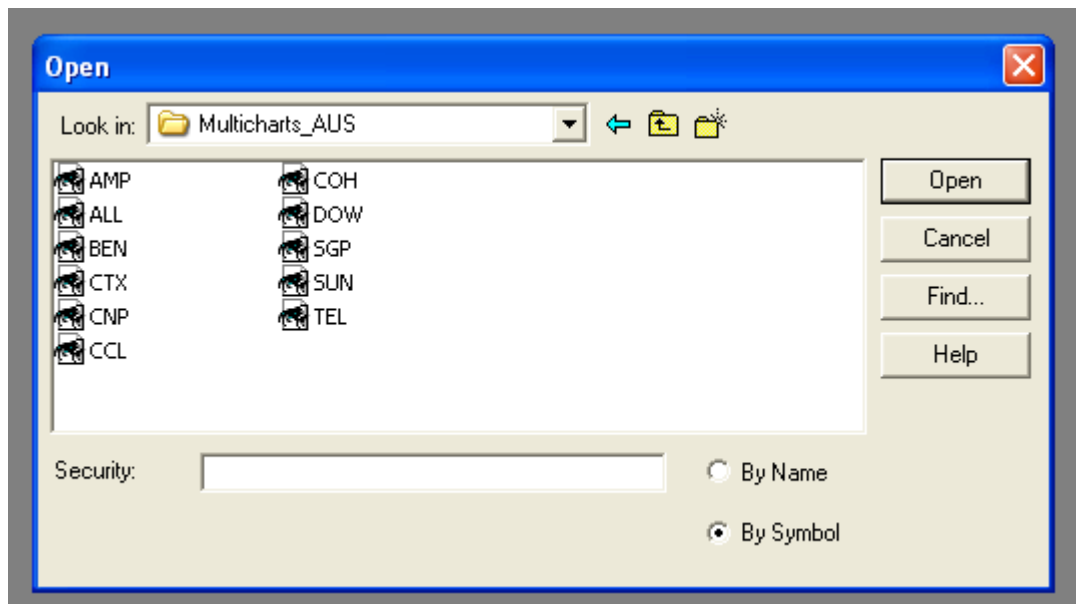 Open
Look in: Multicharts_AUS
AMP COH Open
ALL DOW
BEN SGP Cancel
CTX SUN Find...
CNP TEL
CCL Help
Security: By Name
By Symbol